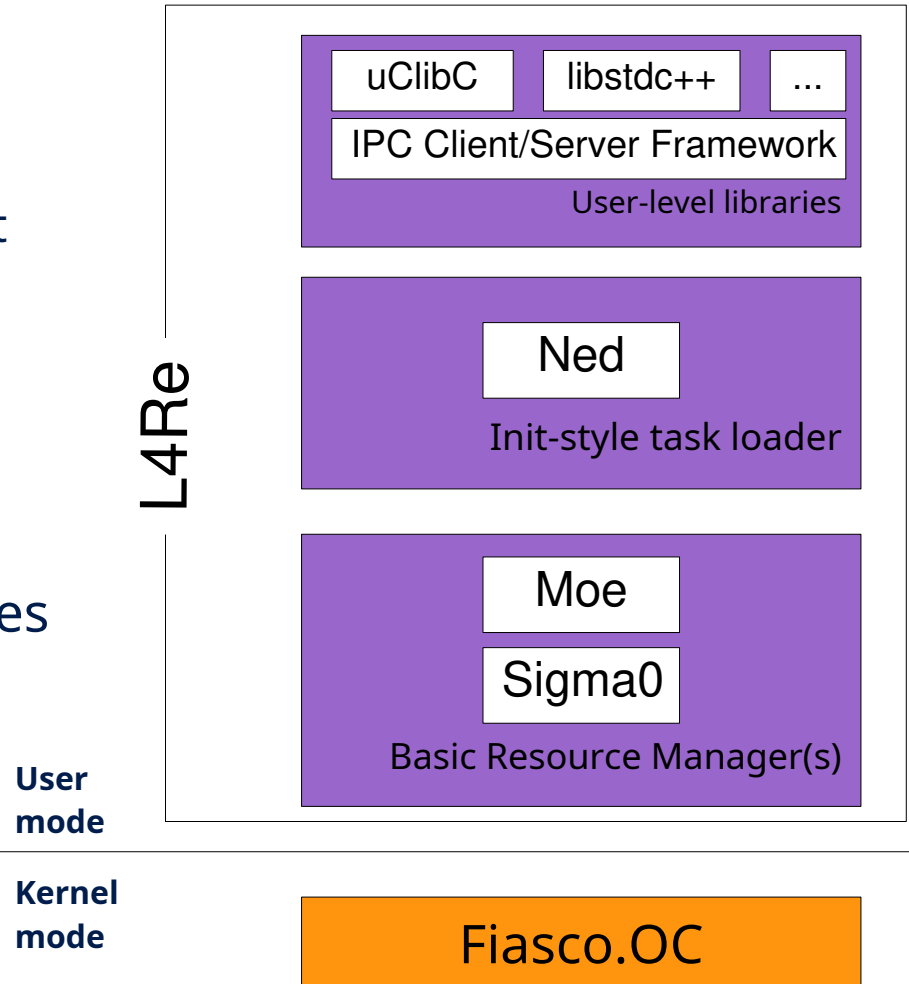 uClibC
libstdc++
...
IPC Client/Server Framework
User-level libraries
L4Re
Ned
Init-style task loader
Moe
Sigma0
Basic Resource Manager(s)
User
mode
Kernel
mode
Fiasco.OC